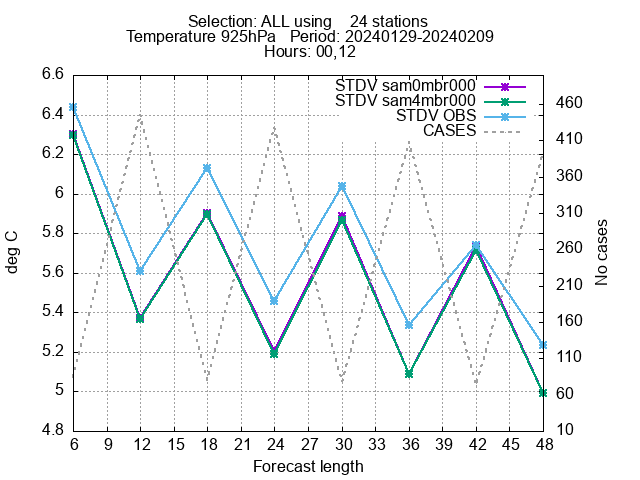 Selection: ALL using    24 stations
Temperature 925hPa   Period: 20240129-20240209
Hours: 00,12
STDV sam0mbr000
STDV sam4mbr000
STDV OBS
CASES
6.6
6.4
6.2
6
5.8
5.6
5.4
5.2
5
4.8
460
410
360
310
260
210
160
110
60
10
deg C
No cases
6 9 12 15 18 21 24 27 30 33 36 39 42 45 48
Forecast length